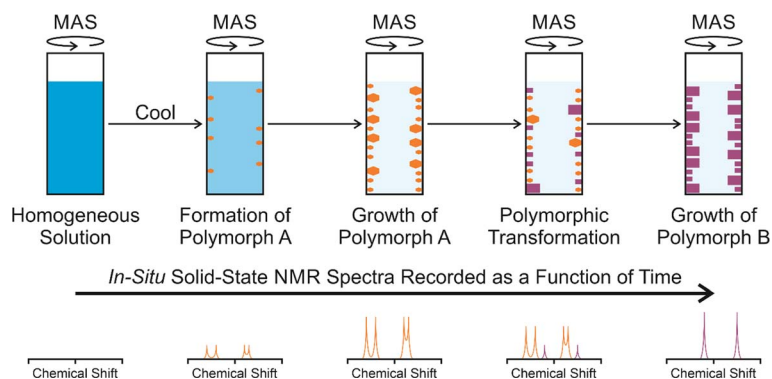 MAS MAS MAS MAS MAS
Cool
Homogeneous Formation of Growth of Polymorphic Growth of
Solution Polymorph A Polymorph A Transformation Polymorph B
In-Situ Solid-State NMR Spectra Recorded as a Function of Time
Chemical Shift Chemical Shift Chemical Shift Chemical Shift Chemical Shift